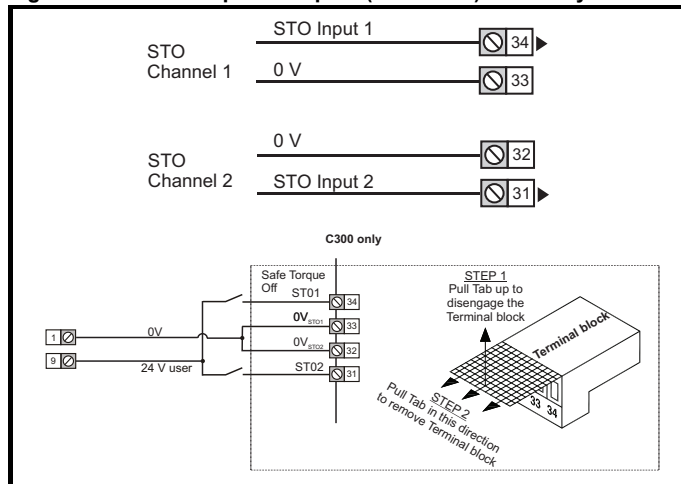 STO
Channel 1
STO Input 1
34
0 V
33
STO
Channel 2
0 V
32
STO Input 2
31
C300 only
Safe Torque
Off
ST01
34
0V STO1
33
0V STO2
32
ST02
31
1
0V
9
24 V user
STEP 1
Pull Tab up to
disengage the
Terminal block
Terminal block
33 34
STEP 2
Pull Tab in this direction
to remove Terminal block